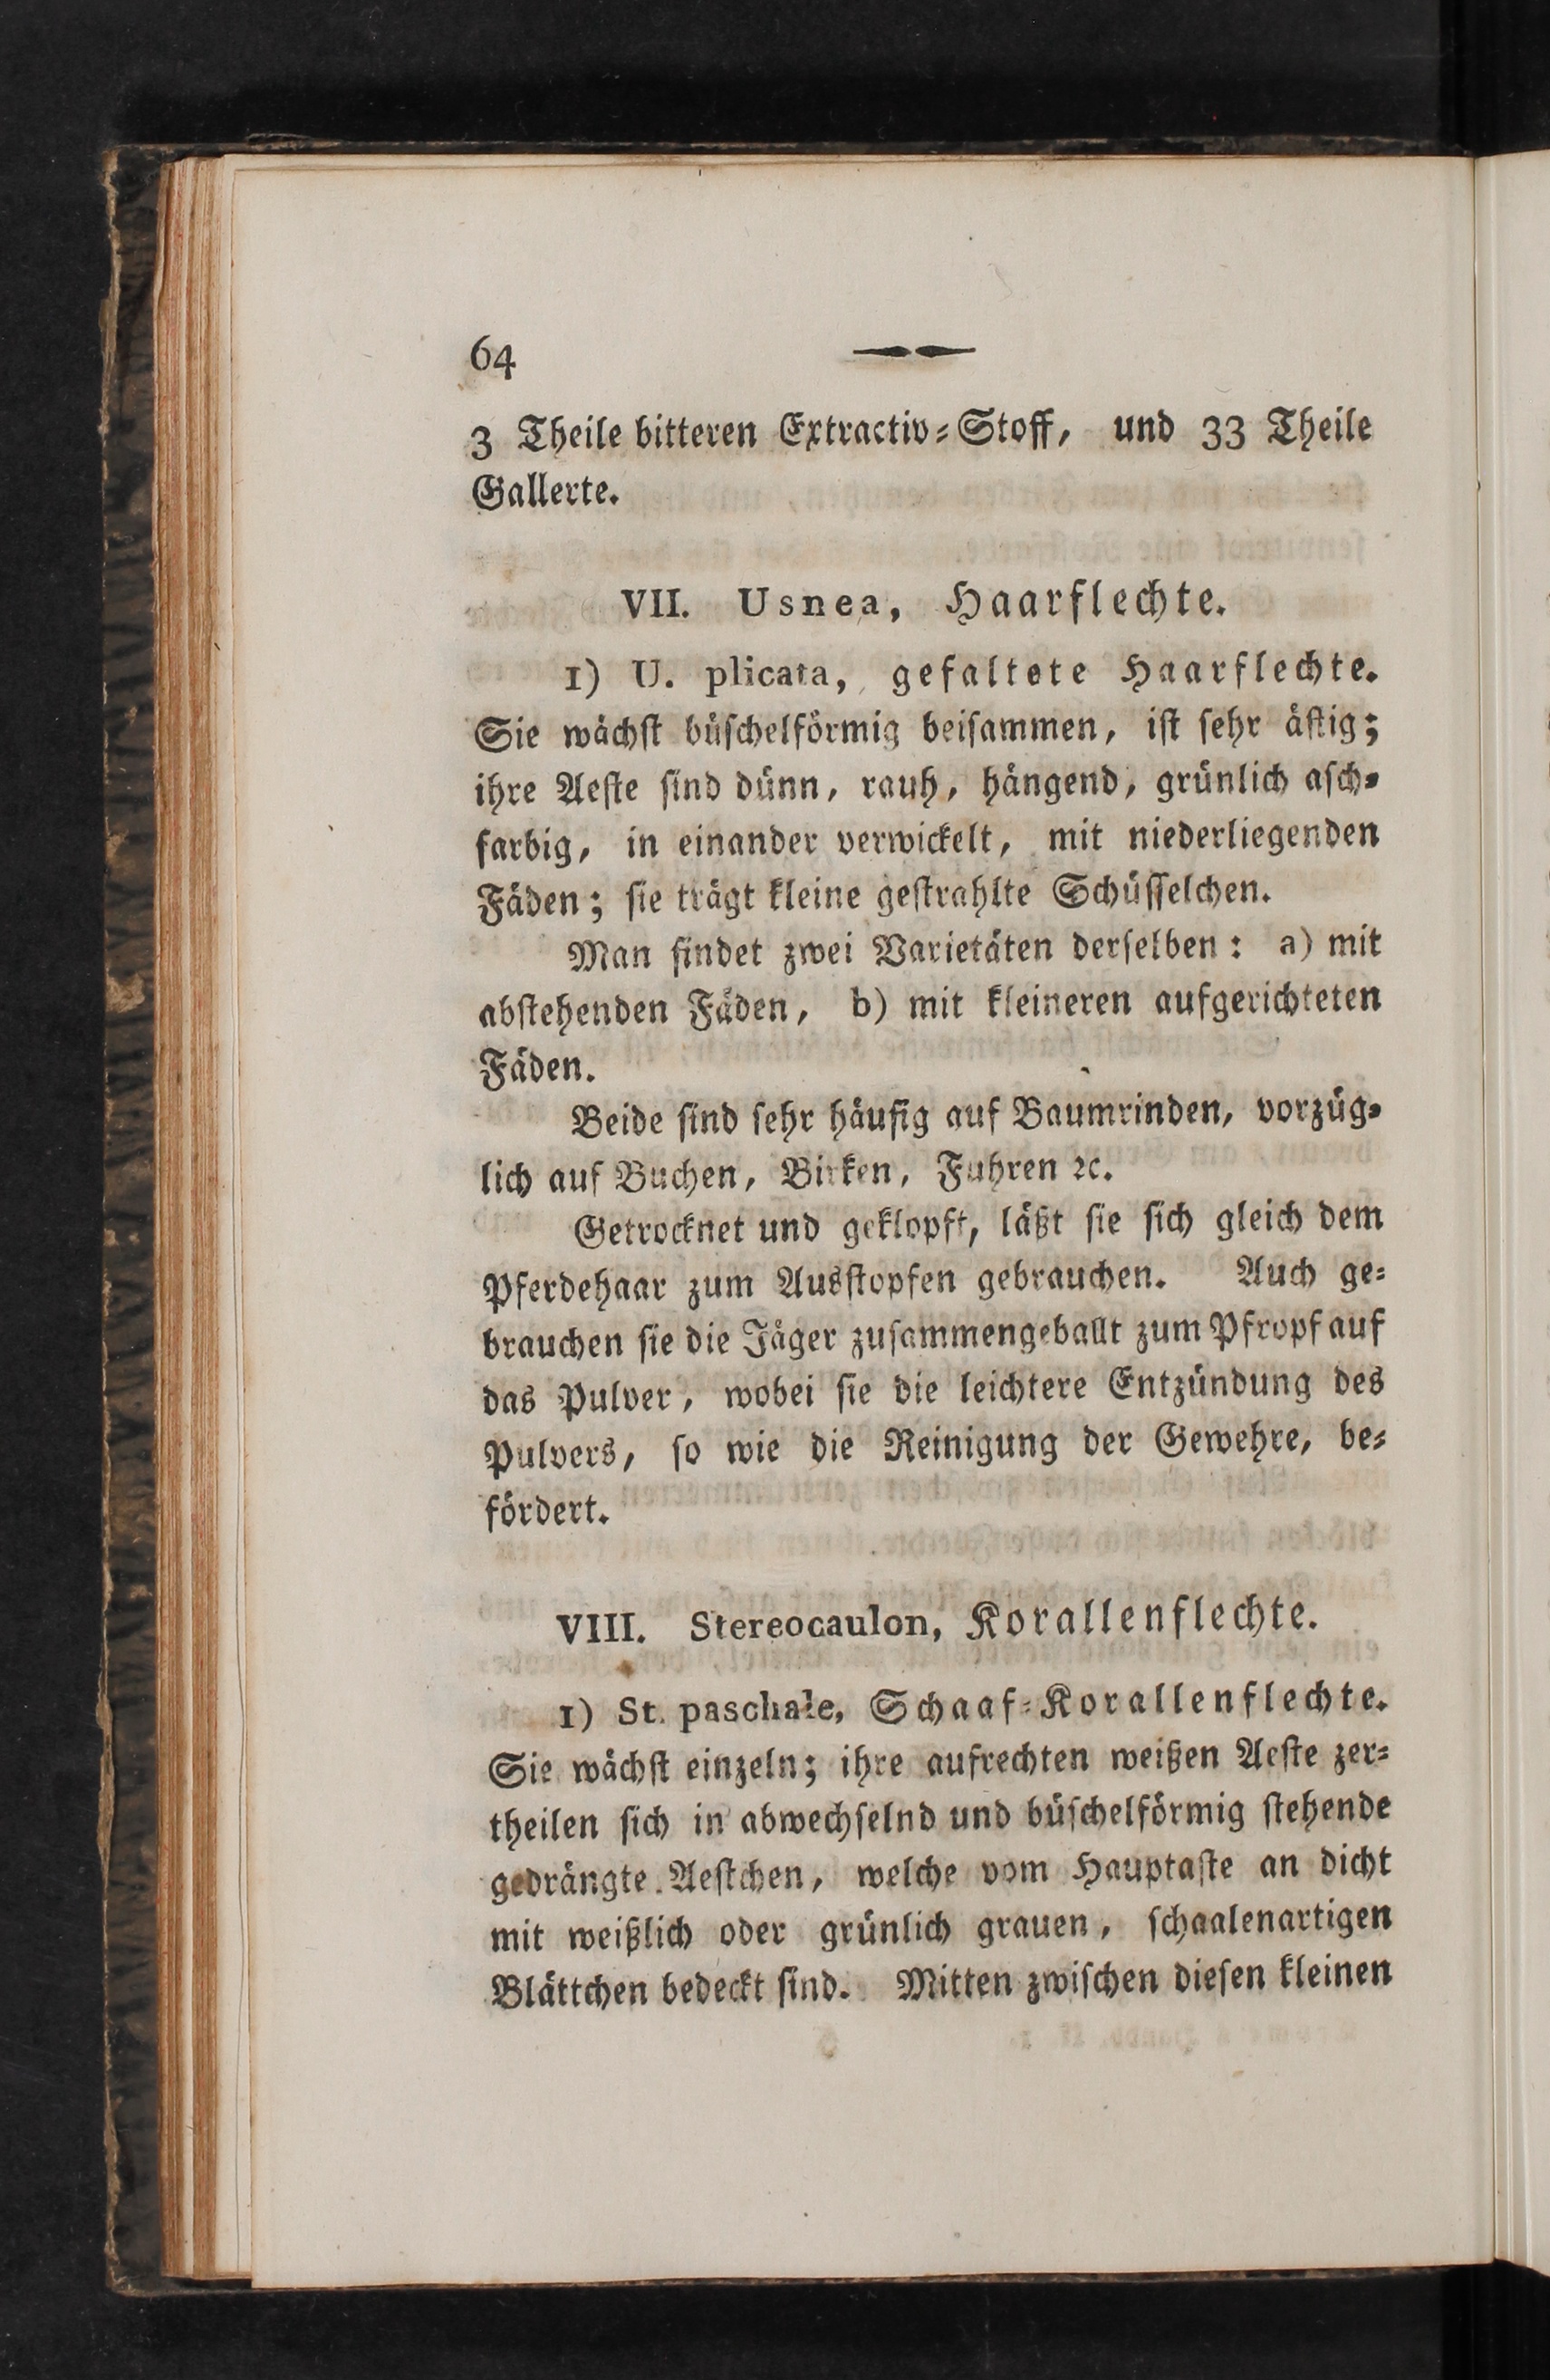 64
3 Theile bitteren Extractiv⸗Stoff, und 33 Theile
Gallerte.
VII. Usnea, Haarflechte.
1) U. plicata, gefaltete Haarflechte.
Sie wächſt büſchelförmig beiſammen, iſt ſehr äſtig;
ihre Aeſte ſind dünn, rauh, hängend, grünlich aſch⸗
farbig, in einander verwickelt, mit niederliegenden
Fäden; ſie trägt kleine geſtrahlte Schüſſelchen.
Man findet zwei Varietäten derſelben: a) mit
abſtehenden Fäden, b) mit kleineren aufgerichteten
Fäden.
Beide ſind ſehr häufig auf Baumrinden, vorzüg⸗
lich auf Buchen, Birken, Fuhren ꝛc.
Getrocknet und geklopft, läßt ſie ſich gleich dem
Pferdehaar zum Ausſtopfen gebrauchen. Auch ge⸗
brauchen ſie die Jäger zuſammengeballt zum Pfropf auf
das Pulver, wobei ſie die leichtere Entzündung des
Pulvers, ſo wie die Reinigung der Gewehre, be⸗
fördert.
VIII. Stereocaulon, Korallenflechte.
1) St. paschale, Schaaf⸗Korallenflechte.
Sie wächſt einzeln; ihre aufrechten weißen Aeſte zer⸗
theilen ſich in abwechſelnd und büſchelförmig ſtehende
gedrängte Aeſtchen, welche vom Hauptaſte an dicht
mit weißlich oder grünlich grauen, ſchaalenartigen
Blättchen bedeckt ſind. Mitten zwiſchen dieſen kleinen